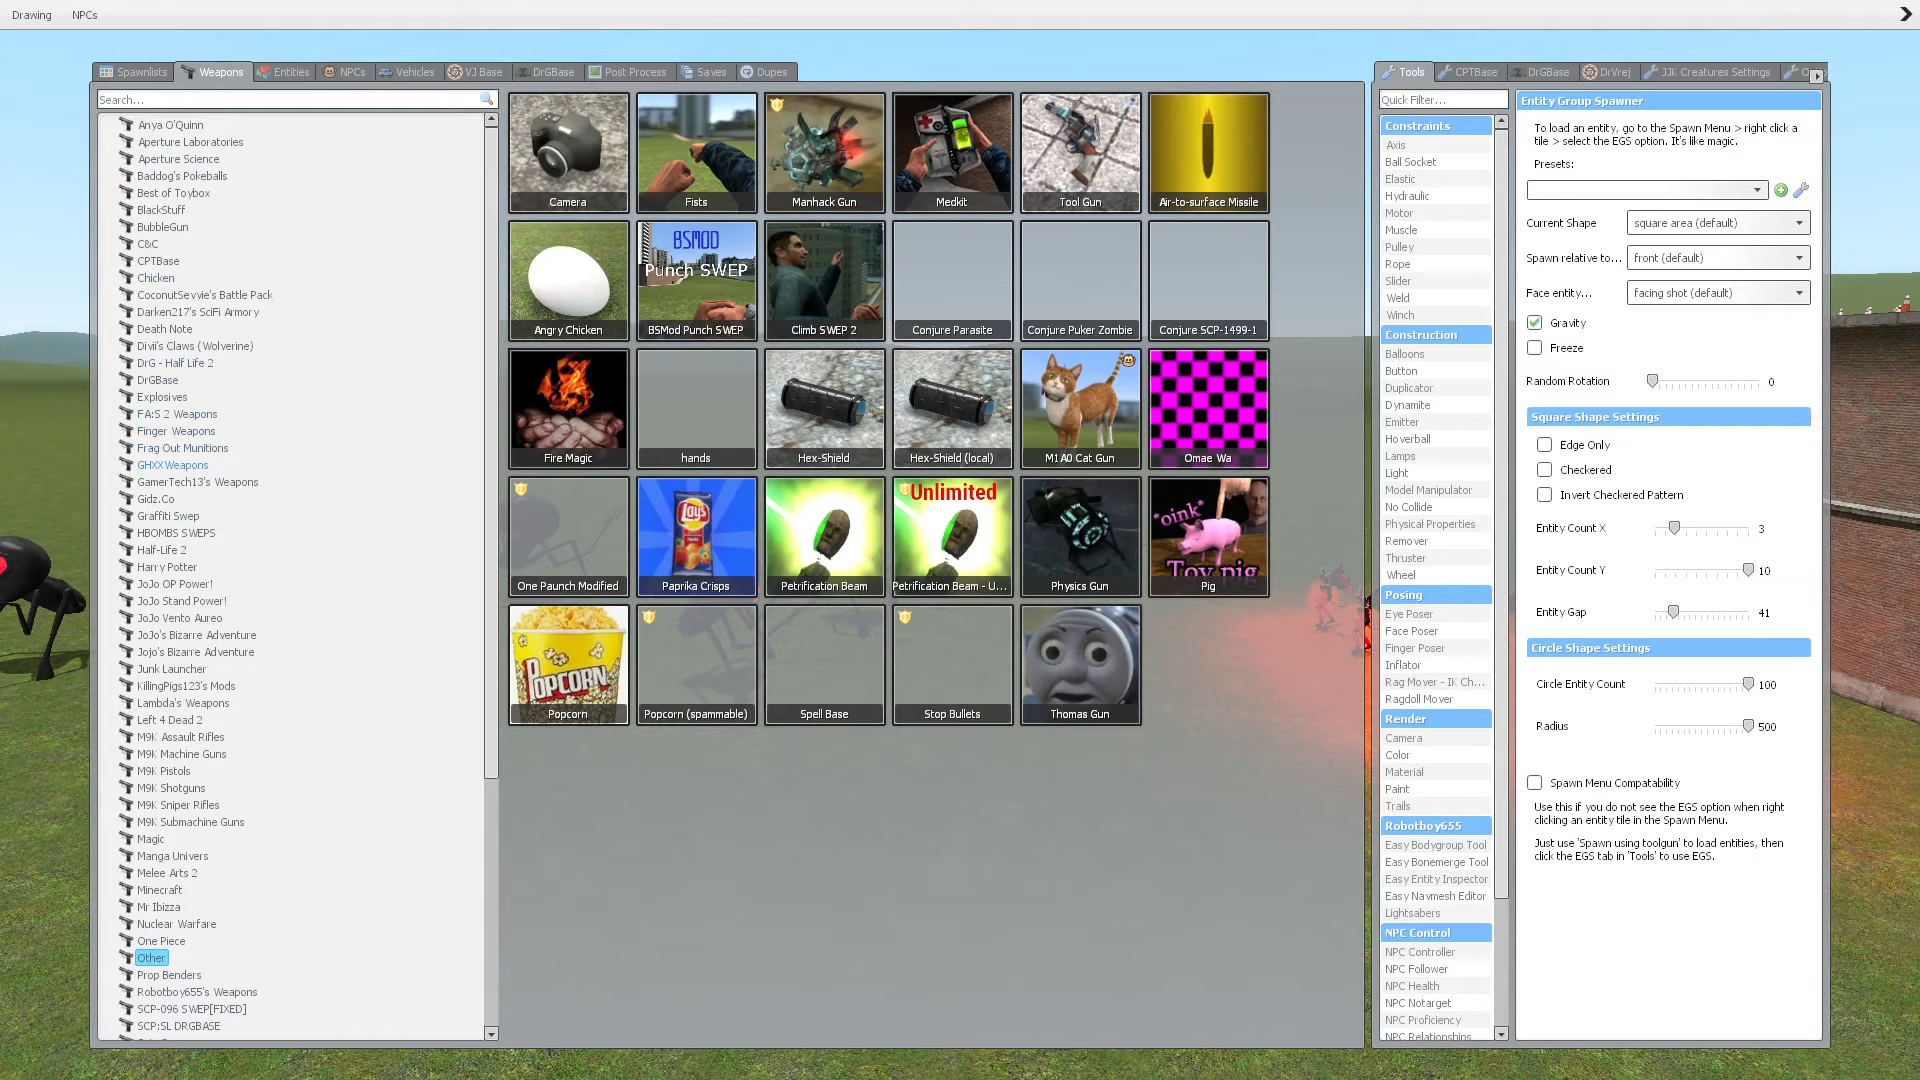 Drawing NPCs
Spawnlists Weapons Entities NPCs Vehicles VJ Base DrGBase Post Process Saves Dupes
Search...
Anya O'Quinn
Aperture Laboratories
Aperture Science
Baddog's Pokeballs
Best of Toybox
BlackStuff
BubbleGun
C&C
CPTBase
Chicken
CoconutSevvie's Battle Pack
Darken217's SciFi Armory
Death Note
Divii's Claws (Wolverine)
DrG - Half Life 2
DrGBase
Explosives
FA:S 2 Weapons
Finger Weapons
Frag Out Munitions
GHXXWeapons
GamerTech13's Weapons
Gidz.Co
Graffiti Swep
HBOMBS SWEPS
Half-Life 2
Harry Potter
JoJo OP Power!
JoJo Stand Power!
JoJo Vento Aureo
JoJo's Bizarre Adventure
Jojo's Bizarre Adventure
Junk Launcher
KillingPigs123's Mods
Lambda's Weapons
Left 4 Dead 2
M9K Assault Rifles
M9K Machine Guns
M9K Pistols
M9K Shotguns
M9K Sniper Rifles
M9K Submachine Guns
Magic
Manga Univers
Melee Arts 2
Minecraft
Mr Ibizza
Nuclear Warfare
One Piece
Other
Prop Benders
Robotboy655's Weapons
SCP-096 SWEP[FIXED]
SCP:SL DRGBASE
Camera Fists Manhack Gun Medkit Tool Gun Air-to-surface Missile
BSMOD
Punch SWEP
Angry Chicken BSMod Punch SWEP Climb SWEP 2 Conjure Parasite Conjure Puker Zombie Conjure SCP-1499-1
Fire Magic hands Hex-Shield Hex-Shield (local) M1A0 Cat Gun Omae Wa
Lay's
Unlimited
*oink*
Toy pig
One Paunch Modified Paprika Crisps Petrification Beam Petrification Beam - U... Physics Gun Pig
POPCORN
Popcorn Popcorn (spammable) Spell Base Stop Bullets Thomas Gun
Tools CPTBase DrGBase DrVrej JJK Creatures Settings
Quick Filter...
Constraints
Axis
Ball Socket
Elastic
Hydraulic
Motor
Muscle
Pulley
Rope
Slider
Weld
Winch
Construction
Balloons
Button
Duplicator
Dynamite
Emitter
Hoverball
Lamps
Light
Model Manipulator
No Collide
Physical Properties
Remover
Thruster
Wheel
Posing
Eye Poser
Face Poser
Finger Poser
Inflator
Rag Mover - IK Ch...
Ragdoll Mover
Render
Camera
Color
Material
Paint
Trails
Robotboy655
Easy Bodygroup Tool
Easy Bonemerge Tool
Easy Entity Inspector
Easy Navmesh Editor
Lightsabers
NPC Control
NPC Controller
NPC Follower
NPC Health
NPC Notarget
NPC Proficiency
NPC Relationships
Entity Group Spawner
To load an entity, go to the Spawn Menu > right click a
tile > select the EGS option. It's like magic.
Presets:
Current Shape square area (default)
Spawn relative to... front (default)
Face entity... facing shot (default)
Gravity
Freeze
Random Rotation 0
Square Shape Settings
Edge Only
Checkered
Invert Checkered Pattern
Entity Count X 3
Entity Count Y 10
Entity Gap 41
Circle Shape Settings
Circle Entity Count 100
Radius 500
Spawn Menu Compatability
Use this if you do not see the EGS option when right
clicking an entity tile in the Spawn Menu.
Just use 'Spawn using toolgun' to load entities, then
click the EGS tab in 'Tools' to use EGS.